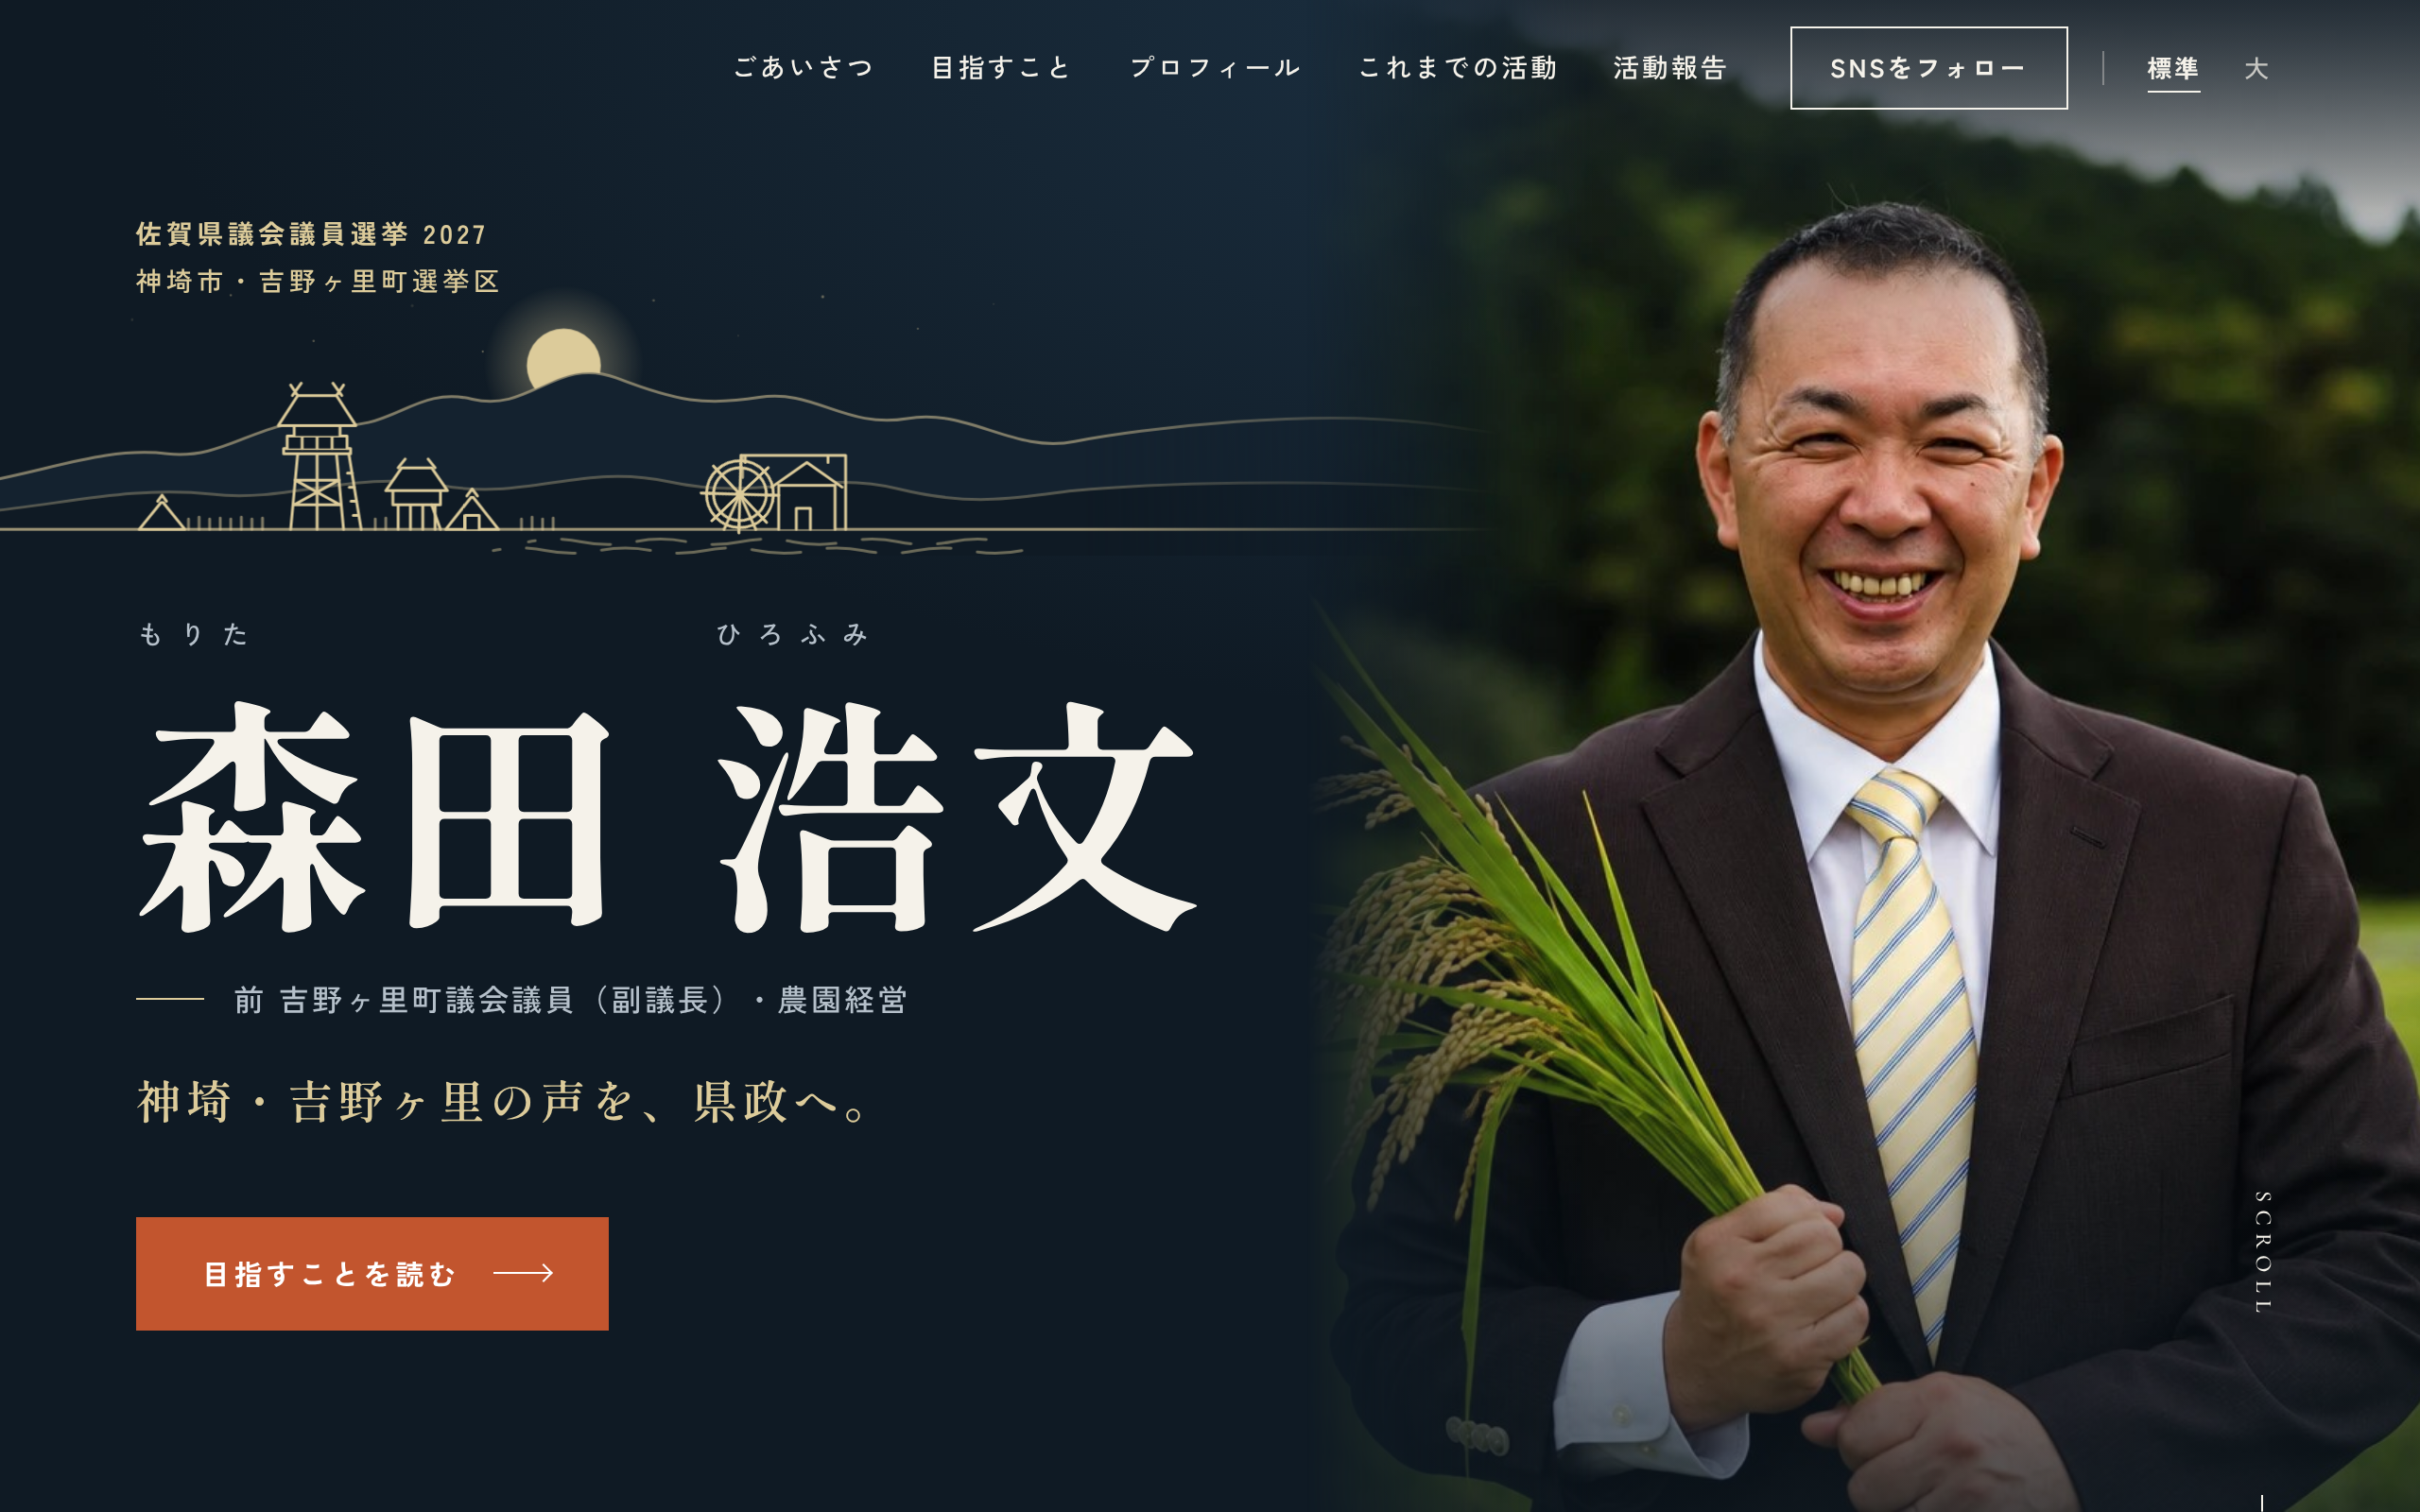 ごあいさつ 目指すこと プロフィール これまでの活動 活動報告 SNSをフォロー 標準 大
佐賀県議会議員選挙 2027
神埼市・吉野ヶ里町選挙区
もりた ひろふみ
森田 浩文
前 吉野ヶ里町議会議員（副議長）・農園経営
神埼・吉野ヶ里の声を、県政へ。
目指すことを読む
SCROLL